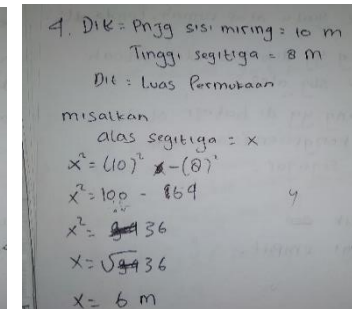 4. Dik = Pnjg sisi miring = 10 m
Tinggi segitiga = 8 m
Dit : Luas Permukaan
misalkan
alas segitiga = x
x² = (10)² - (8)²
x² = 100 - 64
x² = 36
x = √36
x = 6 m